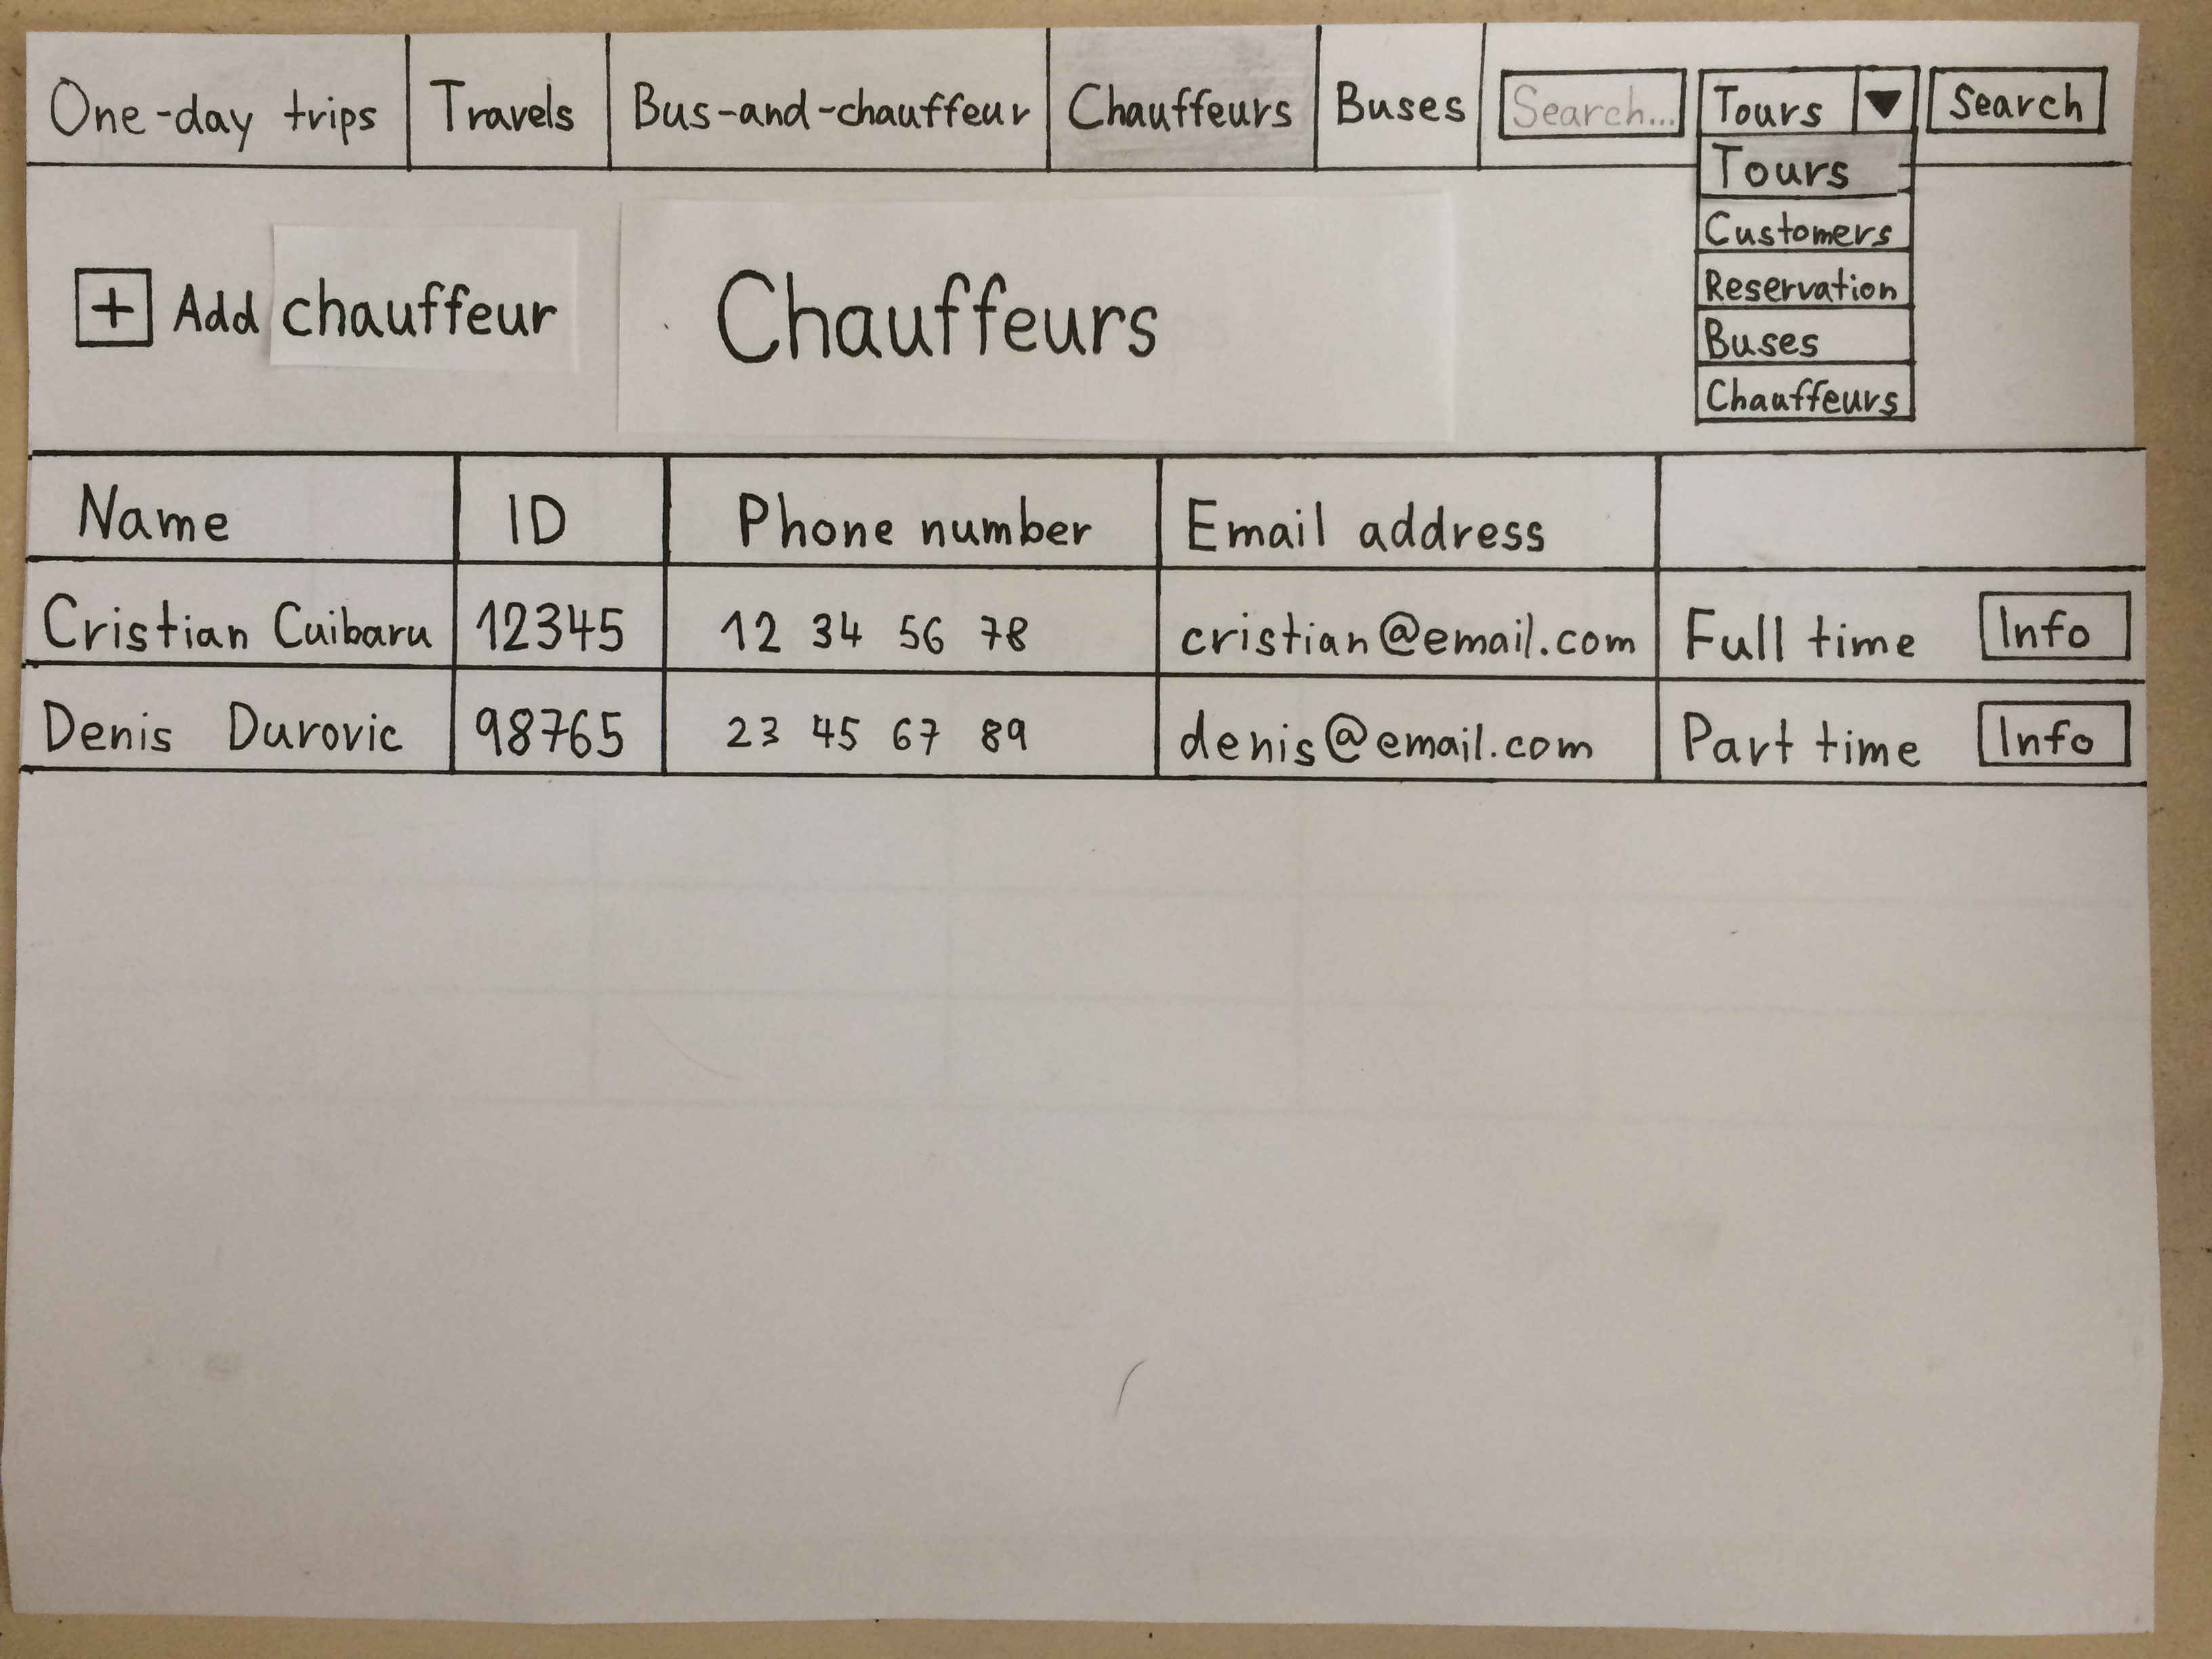 One-day trips Travels Bus-and-chauffeur Chauffeurs Buses Search... Tours Search
Tours
Customers
Reservation
Buses
Chauffeurs
+ Add chauffeur Chauffeurs
Name ID Phone number Email address
Cristian Cuibaru 12345 12 34 56 78 cristian@email.com Full time Info
Denis Durovic 98765 23 45 67 89 denis@email.com Part time Info